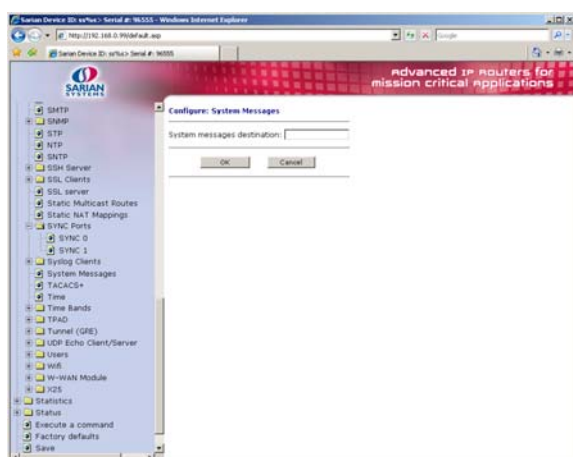 Sarian Device ID: ss%s> Serial #: 96555 - Windows Internet Explorer
http://192.168.0.99/default.asp
Google
Sarian Device ID: ss%s> Serial #: 96555
SARIAN
SYSTEMS
Advanced IP Routers for
mission critical Applications
SMTP
SNMP
STP
NTP
SNTP
SSH Server
SSL Clients
SSL server
Static Multicast Routes
Static NAT Mappings
SYNC Ports
SYNC 0
SYNC 1
Syslog Clients
System Messages
TACACS+
Time
Time Bands
TPAD
Tunnel (GRE)
UDP Echo Client/Server
Users
Wifi
W-WAN Module
X25
Statistics
Status
Execute a command
Factory defaults
Save
Configure: System Messages
System messages destination:
OK
Cancel